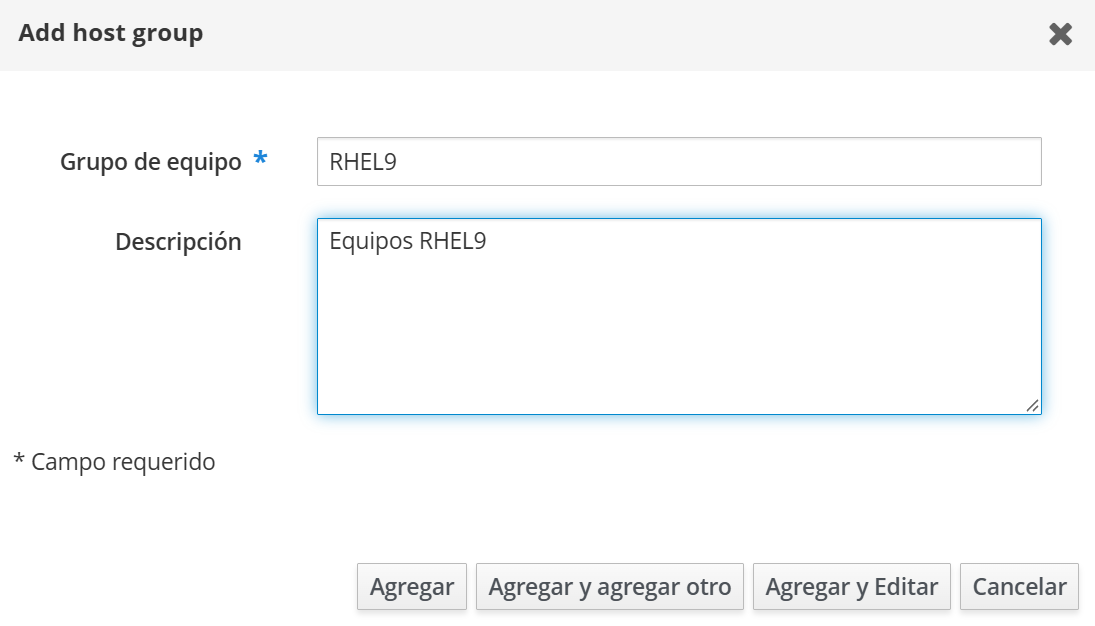 Add host group
Grupo de equipo *
RHEL9
Descripción
Equipos RHEL9
* Campo requerido
Agregar
Agregar y agregar otro
Agregar y Editar
Cancelar